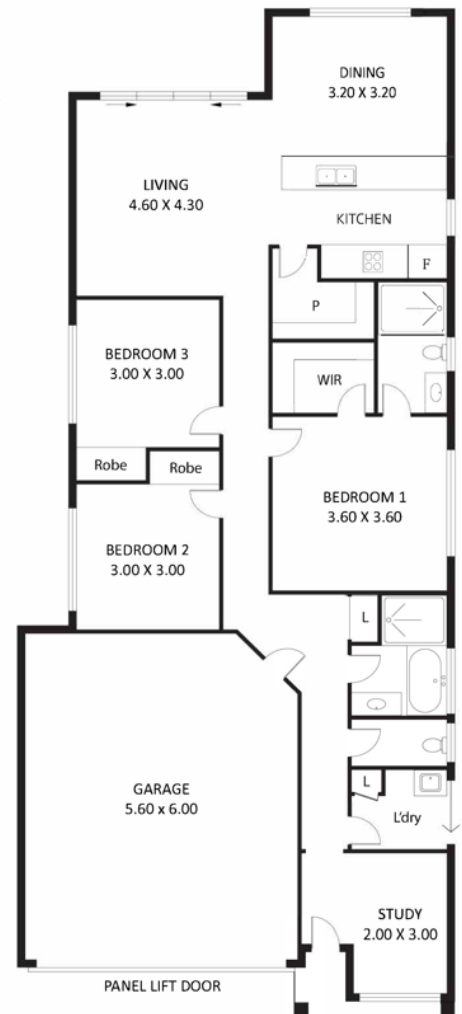 DINING
3.20 X 3.20
LIVING
4.60 X 4.30
KITCHEN
F
P
BEDROOM 3
3.00 X 3.00
WIR
Robe
Robe
BEDROOM 1
3.60 X 3.60
BEDROOM 2
3.00 X 3.00
L
GARAGE
5.60 x 6.00
L
L'dry
STUDY
2.00 X 3.00
PANEL LIFT DOOR